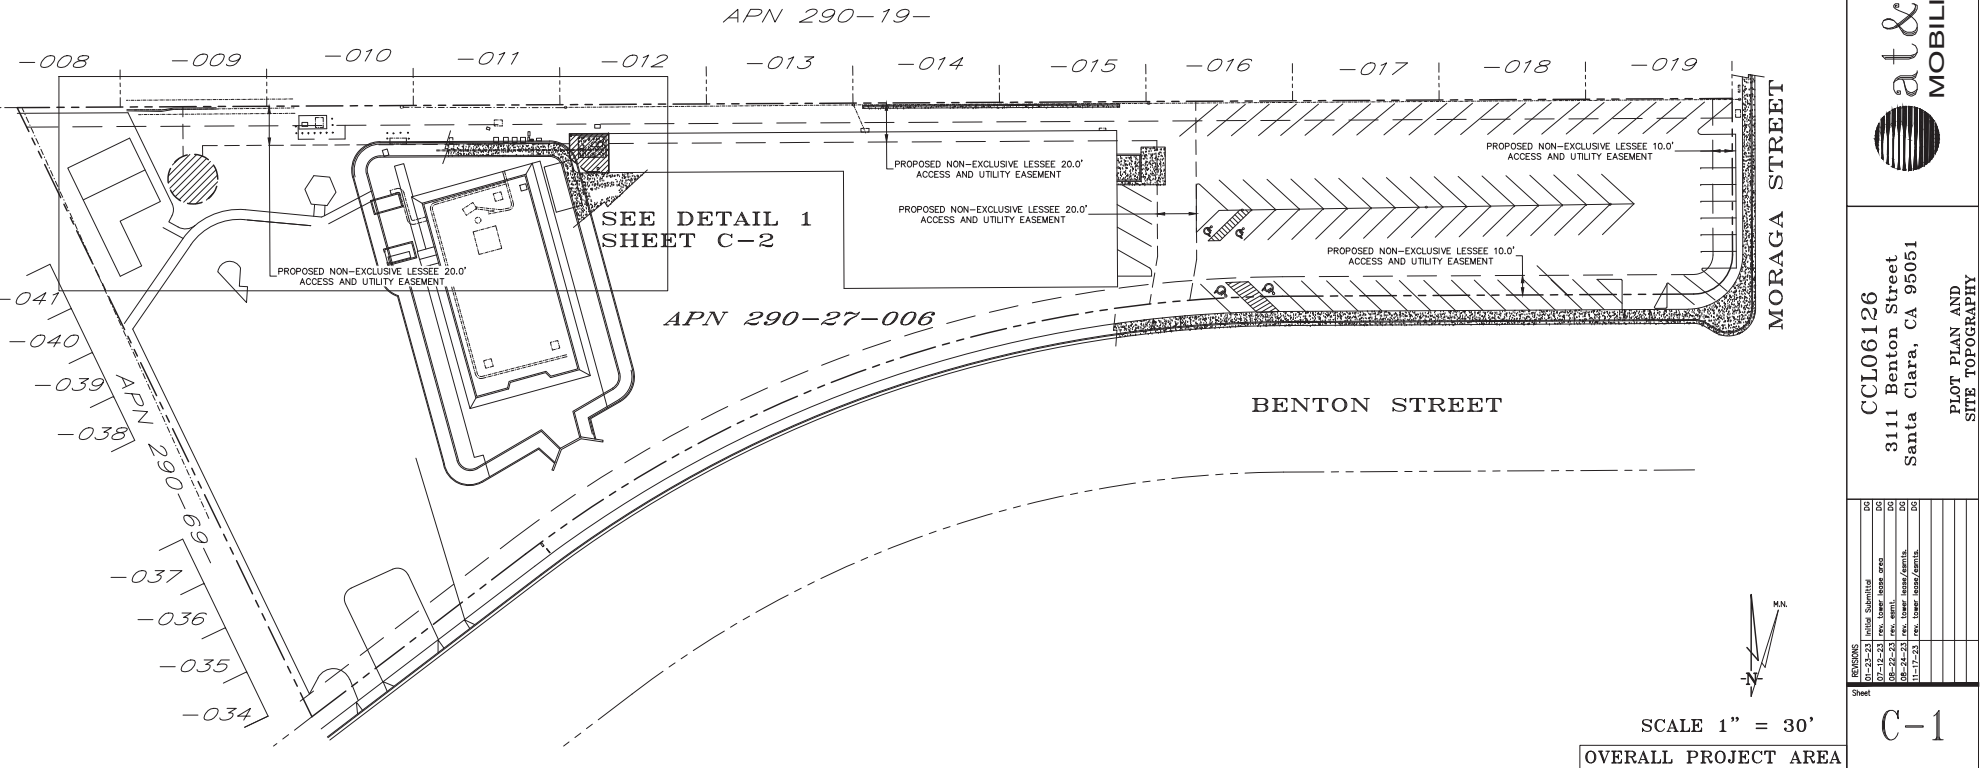 APN 290-19-
-008
-009
-010
-011
-012
-013
-014
-015
-016
-017
-018
-019
PROPOSED NON-EXCLUSIVE LESSEE 20.0'
ACCESS AND UTILITY EASEMENT
PROPOSED NON-EXCLUSIVE LESSEE 10.0'
ACCESS AND UTILITY EASEMENT
PROPOSED NON-EXCLUSIVE LESSEE 20.0'
ACCESS AND UTILITY EASEMENT
SEE DETAIL 1
SHEET C-2
PROPOSED NON-EXCLUSIVE LESSEE 10.0'
ACCESS AND UTILITY EASEMENT
PROPOSED NON-EXCLUSIVE LESSEE 20.0'
ACCESS AND UTILITY EASEMENT
APN 290-27-006
MORAGA STREET
BENTON STREET
-041
-040
-039
-038
APN 290-69-
-037
-036
-035
-034
M.N.
-N-
SCALE 1" = 30'
OVERALL PROJECT AREA
at&
MOBILI
CCL06126
3111 Benton Street
Santa Clara, CA 95051
PLOT PLAN AND
SITE TOPOGRAPHY
REVISIONS
01-23-23 Initial Submittal DG
07-12-23 rev. tower lease area DG
08-22-23 rev. esmt. DG
08-24-23 rev. tower lease/esmts. DG
11-17-23 rev. tower lease/esmts. DG
Sheet
C-1